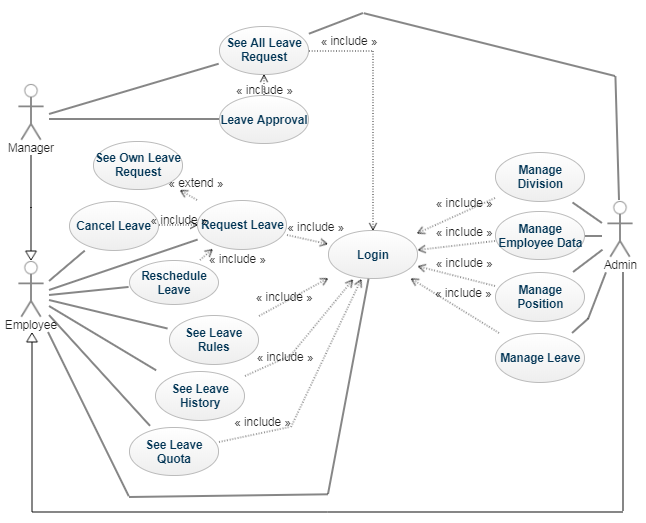 See All Leave
Request
« include »
« include »
Leave Approval
Manager
See Own Leave
Request
« extend »
Cancel Leave
« include »
Request Leave
« include »
« include »
Reschedule
Leave
Login
Employee
« include »
See Leave
Rules
« include »
See Leave
History
« include »
See Leave
Quota
Manage
Division
« include »
Manage
Employee Data
« include »
Admin
« include »
Manage
Position
« include »
Manage Leave